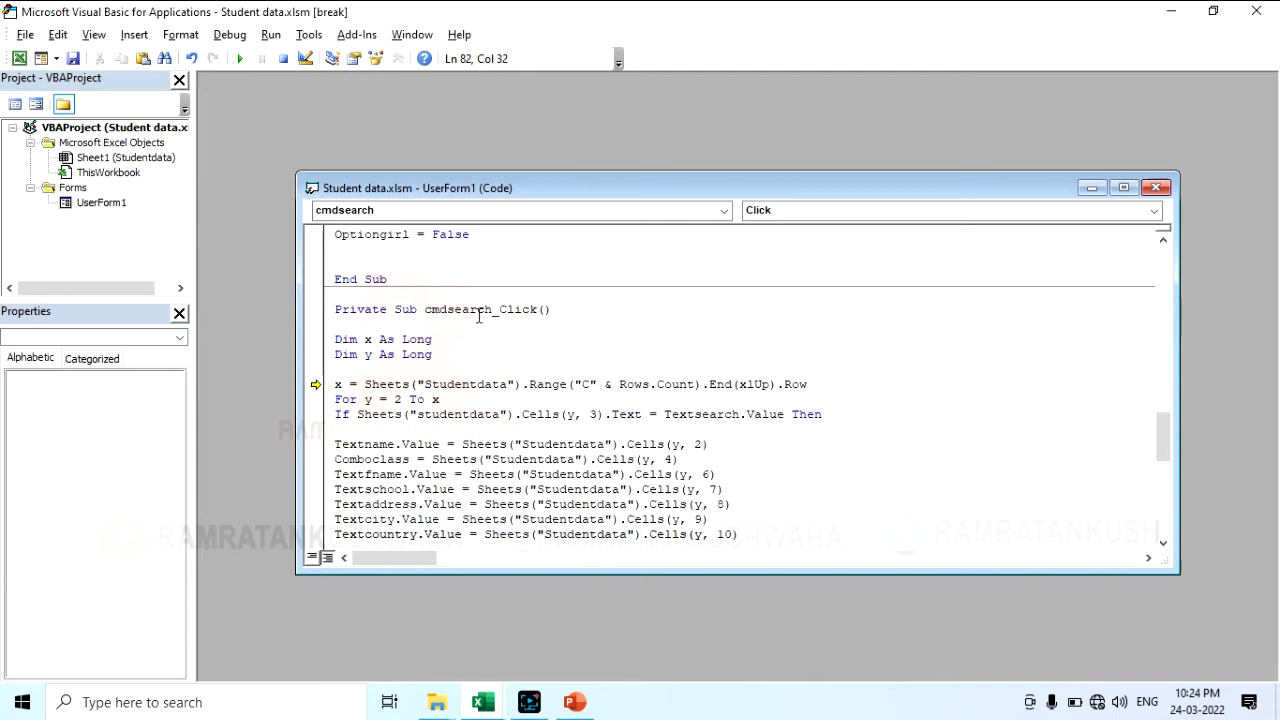 Microsoft Visual Basic for Applications - Student data.xlsm [break]
File Edit View Insert Format Debug Run Tools Add-Ins Window Help
Ln 82, Col 32
Project - VBAProject
VBAProject (Student data.x
Microsoft Excel Objects
Sheet1 (Studentdata)
ThisWorkbook
Forms
UserForm1
Properties
Alphabetic Categorized
Student data.xlsm - UserForm1 (Code)
cmdsearch Click
Optiongirl = False
End Sub
Private Sub cmdsearch_Click()
Dim x As Long
Dim y As Long
x = Sheets("Studentdata").Range("C" & Rows.Count).End(xlUp).Row
For y = 2 To x
If Sheets("studentdata").Cells(y, 3).Text = Textsearch.Value Then
Textname.Value = Sheets("Studentdata").Cells(y, 2)
Comboclass = Sheets("Studentdata").Cells(y, 4)
Textfname.Value = Sheets("Studentdata").Cells(y, 6)
Textschool.Value = Sheets("Studentdata").Cells(y, 7)
Textaddress.Value = Sheets("Studentdata").Cells(y, 8)
Textcity.Value = Sheets("Studentdata").Cells(y, 9)
Textcountry.Value = Sheets("Studentdata").Cells(y, 10)
RAMRATANKUSHWAHA RAMRATANKUSH
Type here to search
ENG
10:24 PM
24-03-2022